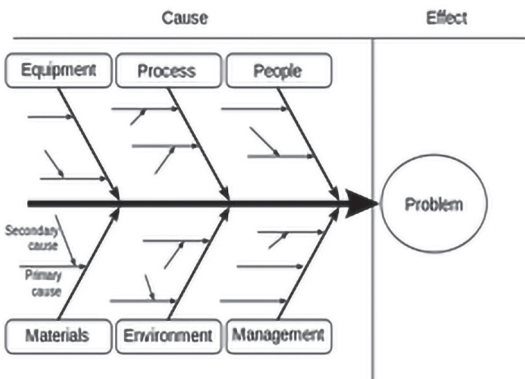 Cause
Effect
Equipment
Process
People
Problem
Secondary
cause
Primary
cause
Materials
Environment
Management